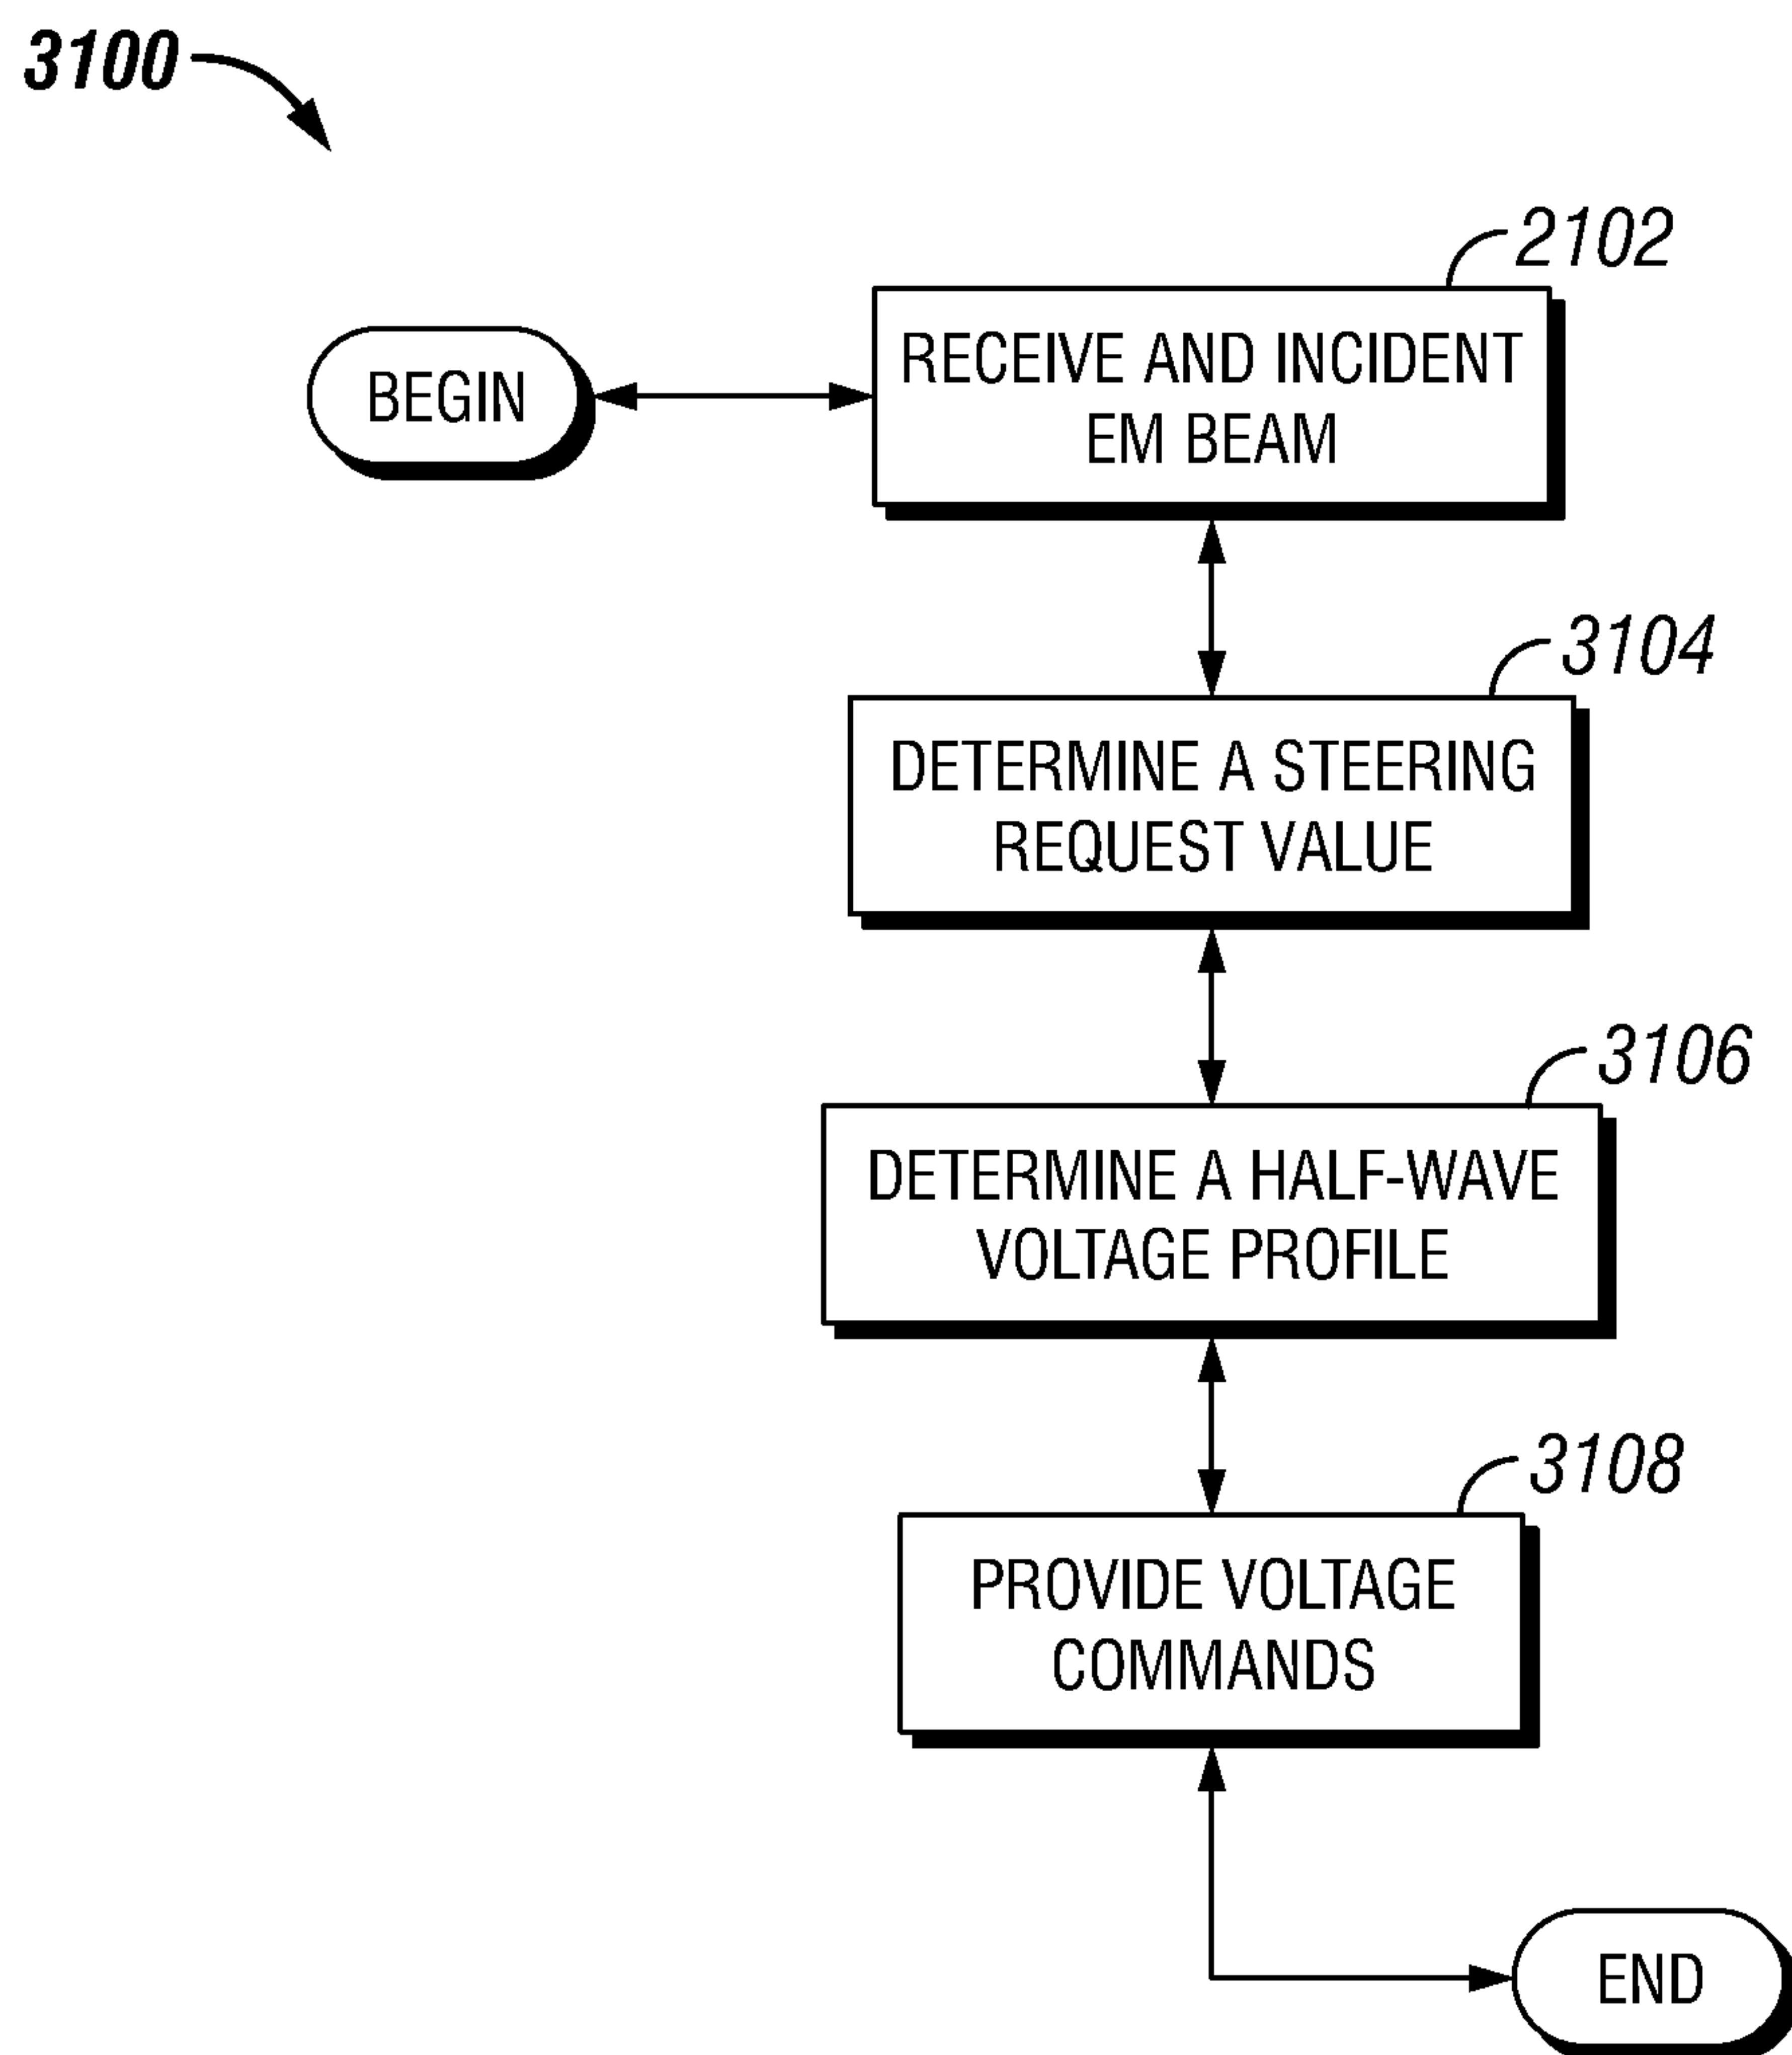 3100
2102
BEGIN
RECEIVE AND INCIDENT
EM BEAM
3104
DETERMINE A STEERING
REQUEST VALUE
3106
DETERMINE A HALF-WAVE
VOLTAGE PROFILE
3108
PROVIDE VOLTAGE
COMMANDS
END